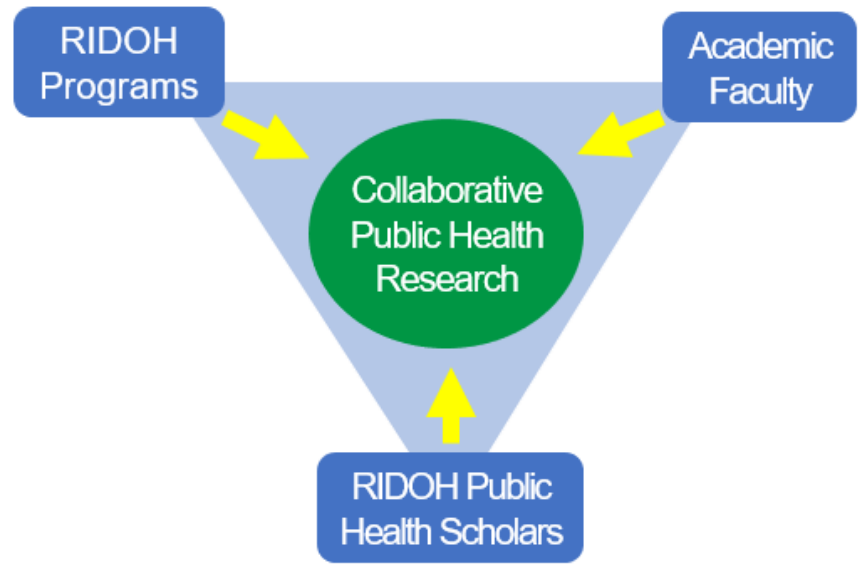 RIDOH
Programs
Academic
Faculty
Collaborative
Public Health
Research
RIDOH Public
Health Scholars